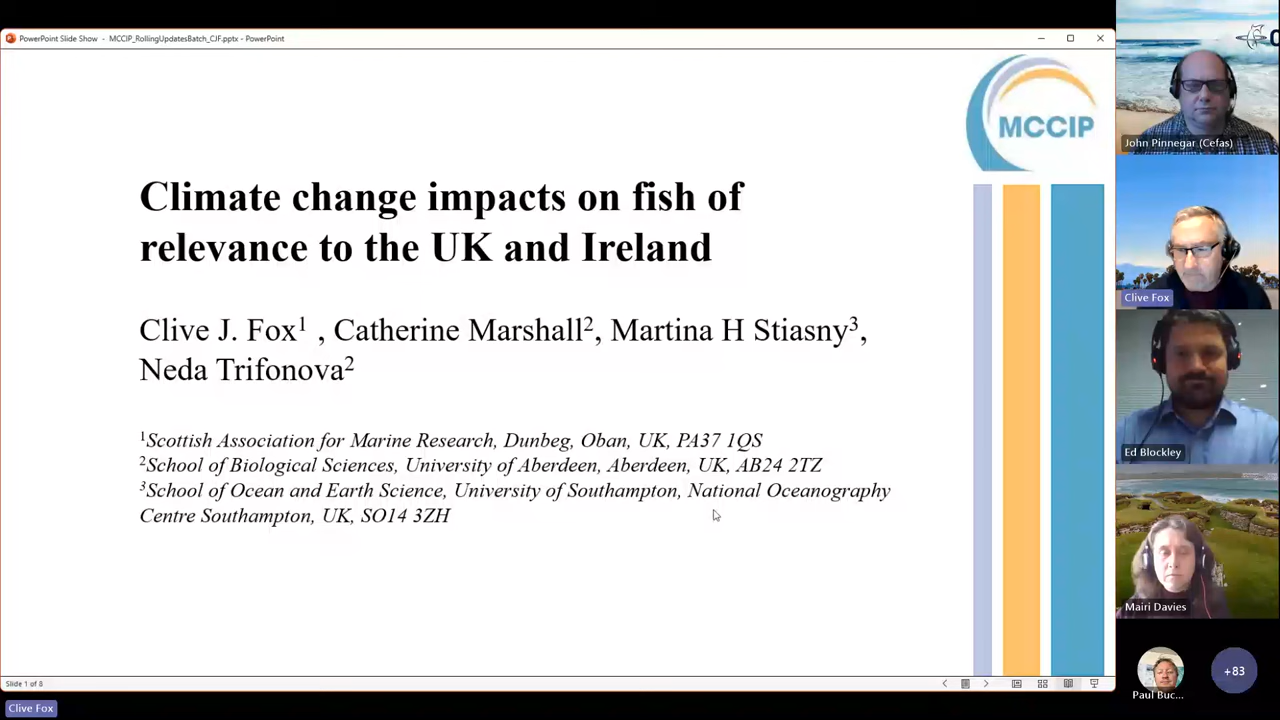 PowerPoint Slide Show - MCCIP_RollingUpdatesBatch_CJF.pptx - PowerPoint
MCCIP
Climate change impacts on fish of
relevance to the UK and Ireland
Clive J. Fox¹ , Catherine Marshall², Martina H Stiasny³,
Neda Trifonova²
¹Scottish Association for Marine Research, Dunbeg, Oban, UK, PA37 1QS
²School of Biological Sciences, University of Aberdeen, Aberdeen, UK, AB24 2TZ
³School of Ocean and Earth Science, University of Southampton, National Oceanography
Centre Southampton, UK, SO14 3ZH
Slide 1 of 8
Clive Fox
John Pinnegar (Cefas)
Clive Fox
Ed Blockley
Mairi Davies
Paul Buc...
+83